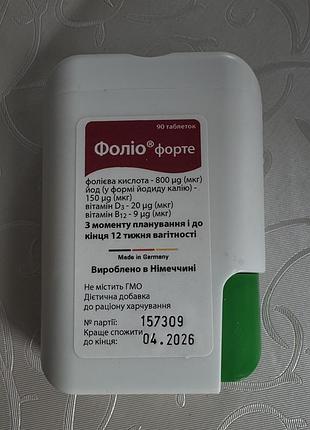 90 таблеток
Фоліо® форте
фолієва кислота - 800 µg (мкг)
йод (у формі йодиду калію) -
150 µg (мкг)
вітамін D3 - 20 µg (мкг)
вітамін B12 - 9 µg (мкг)
З моменту планування і до
кінця 12 тижня вагітності
Made in Germany
Вироблено в Німеччині
Не містить ГМО
Дієтична добавка
до раціону харчування
№ партії: 157309
Краще спожити
до кінця: 04.2026